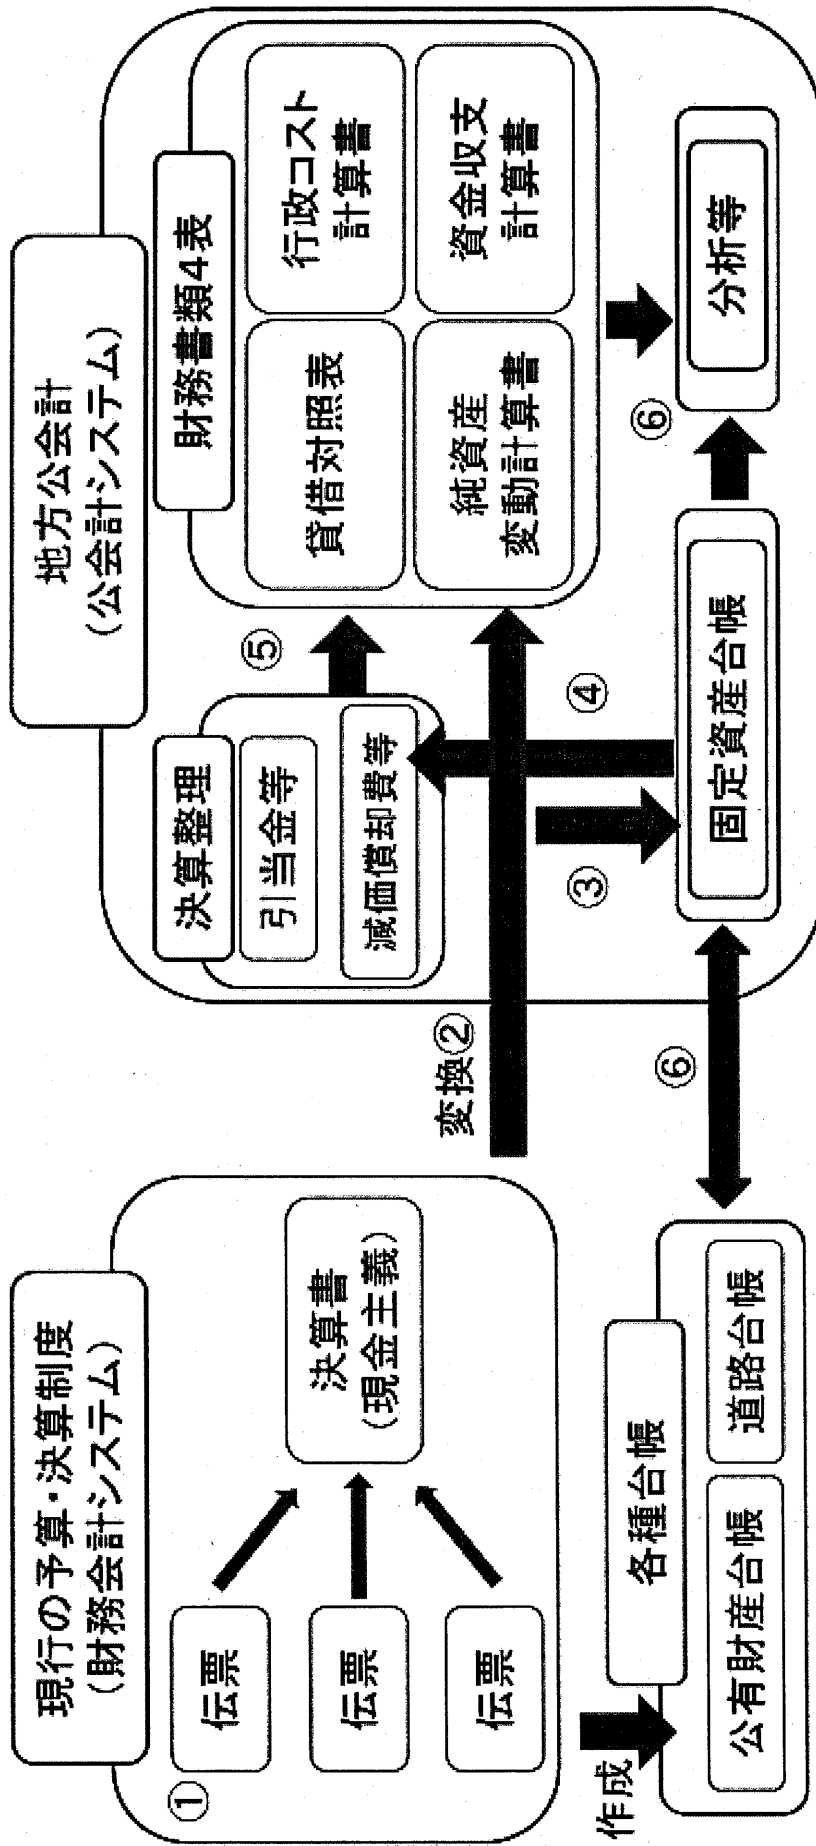 現行の予算・決算制度
(財務会計システム)
①
伝票
伝票
伝票
決算書
(現金主義)
作成
各種台帳
公有財産台帳
道路台帳
変換②
⑥
地方公会計
(公会計システム)
決算整理
引当金等
減価償却費等
③
④
⑤
財務書類4表
貸借対照表
行政コスト
計算書
純資産
変動計算書
資金収支
計算書
固定資産台帳
⑥
分析等